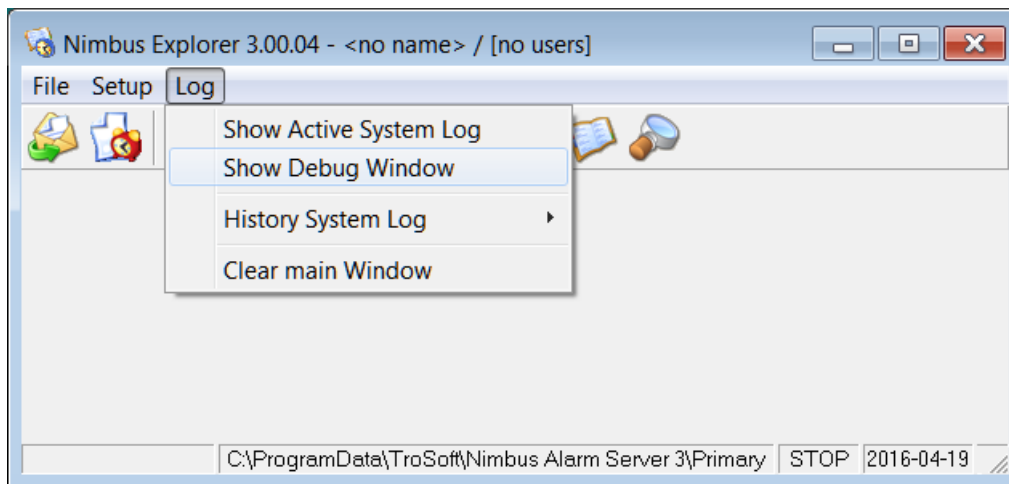 Nimbus Explorer 3.00.04 - <no name> / [no users]
File Setup Log
Show Active System Log
Show Debug Window
History System Log
Clear main Window
C:\ProgramData\TroSoft\Nimbus Alarm Server 3\Primary STOP 2016-04-19